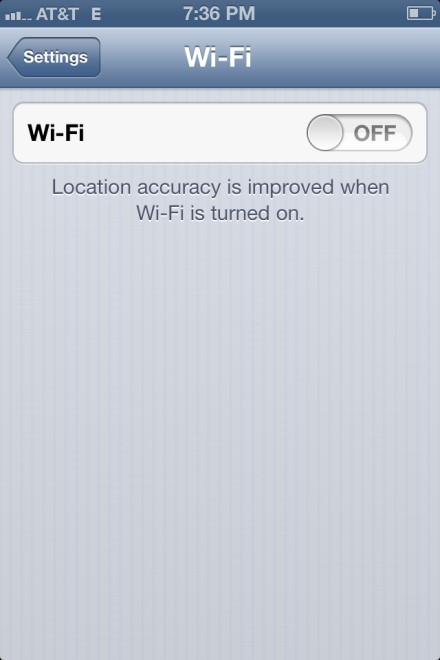 AT&T E 7:36 PM
Settings Wi-Fi
Wi-Fi OFF
Location accuracy is improved when
Wi-Fi is turned on.